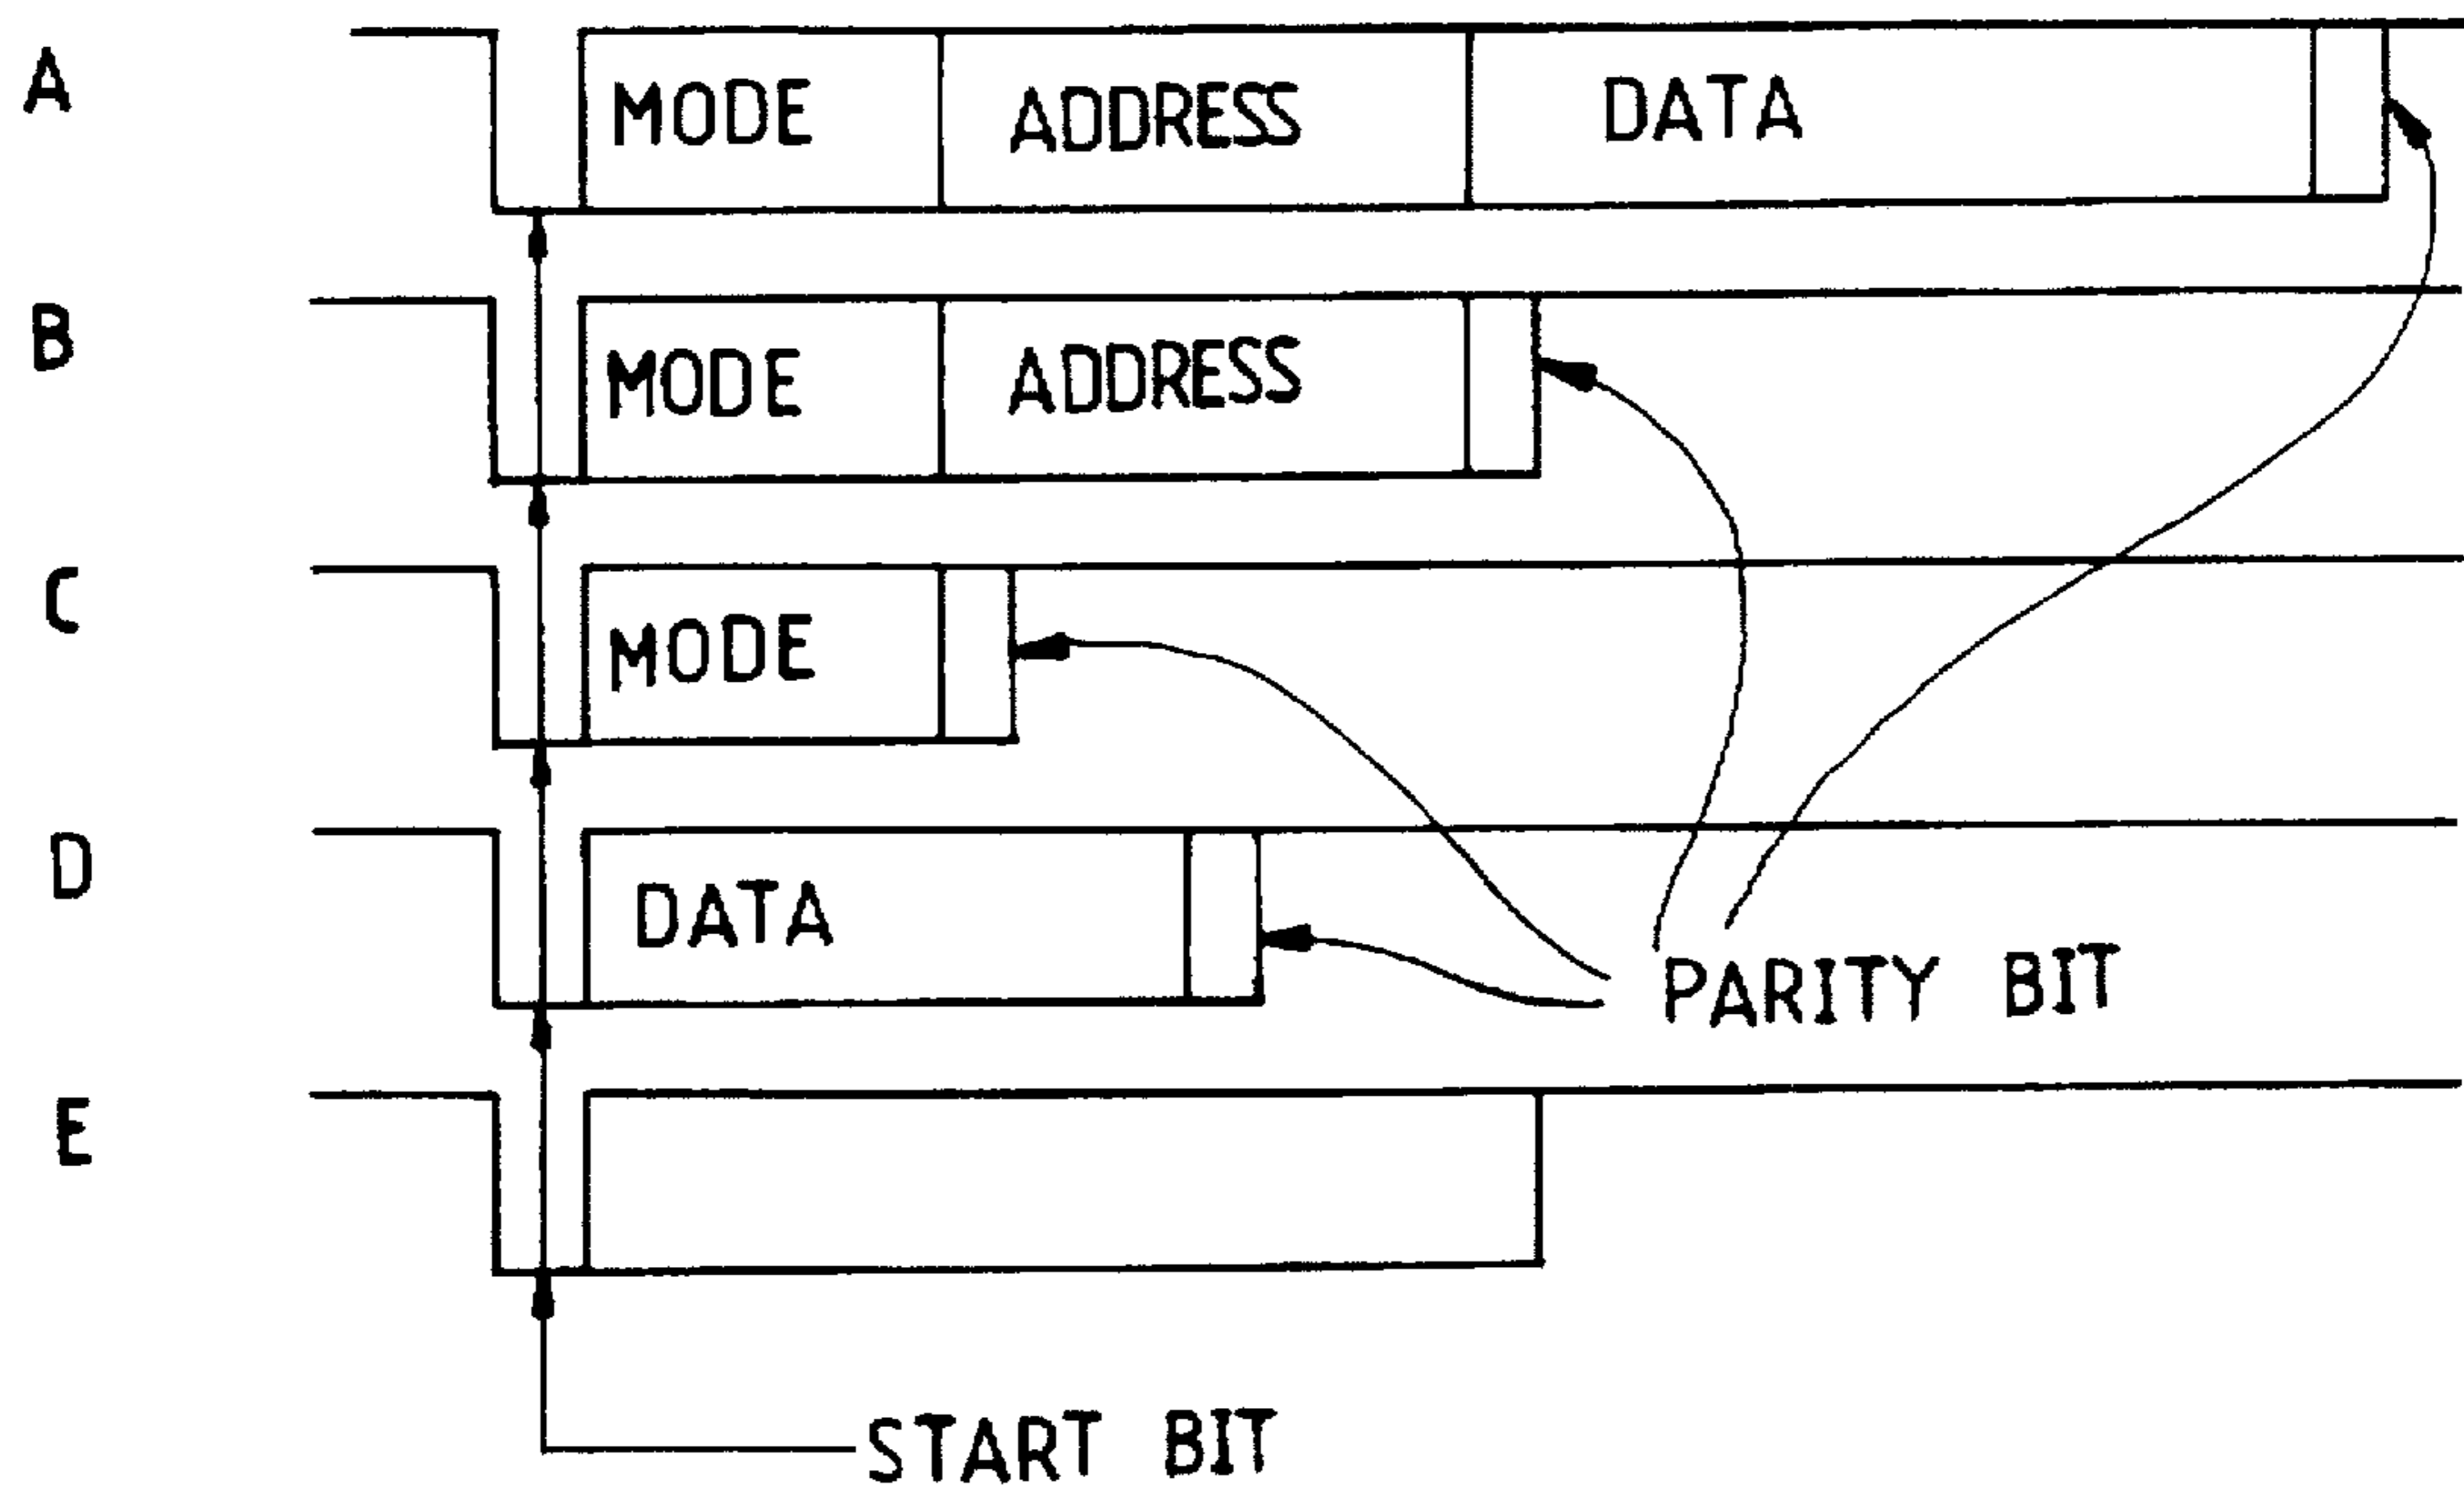 A
MODE ADDRESS DATA
B
MODE ADDRESS
C
MODE
D
DATA
PARITY BIT
E
START BIT